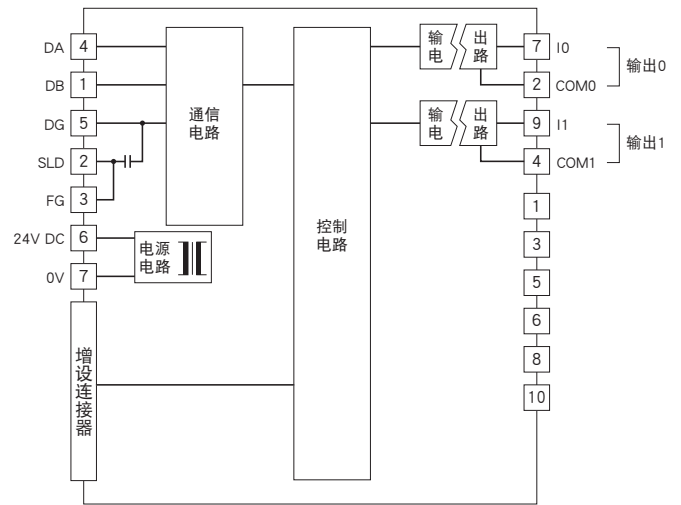 DA 4
DB 1
DG 5
SLD 2
FG 3
24V DC 6
0V 7
通信
电路
电源
电路
增设连接器
控制
电路
输 出
电 路
7 I0
2 COM0
输出0
输 出
电 路
9 I1
4 COM1
输出1
1
3
5
6
8
10